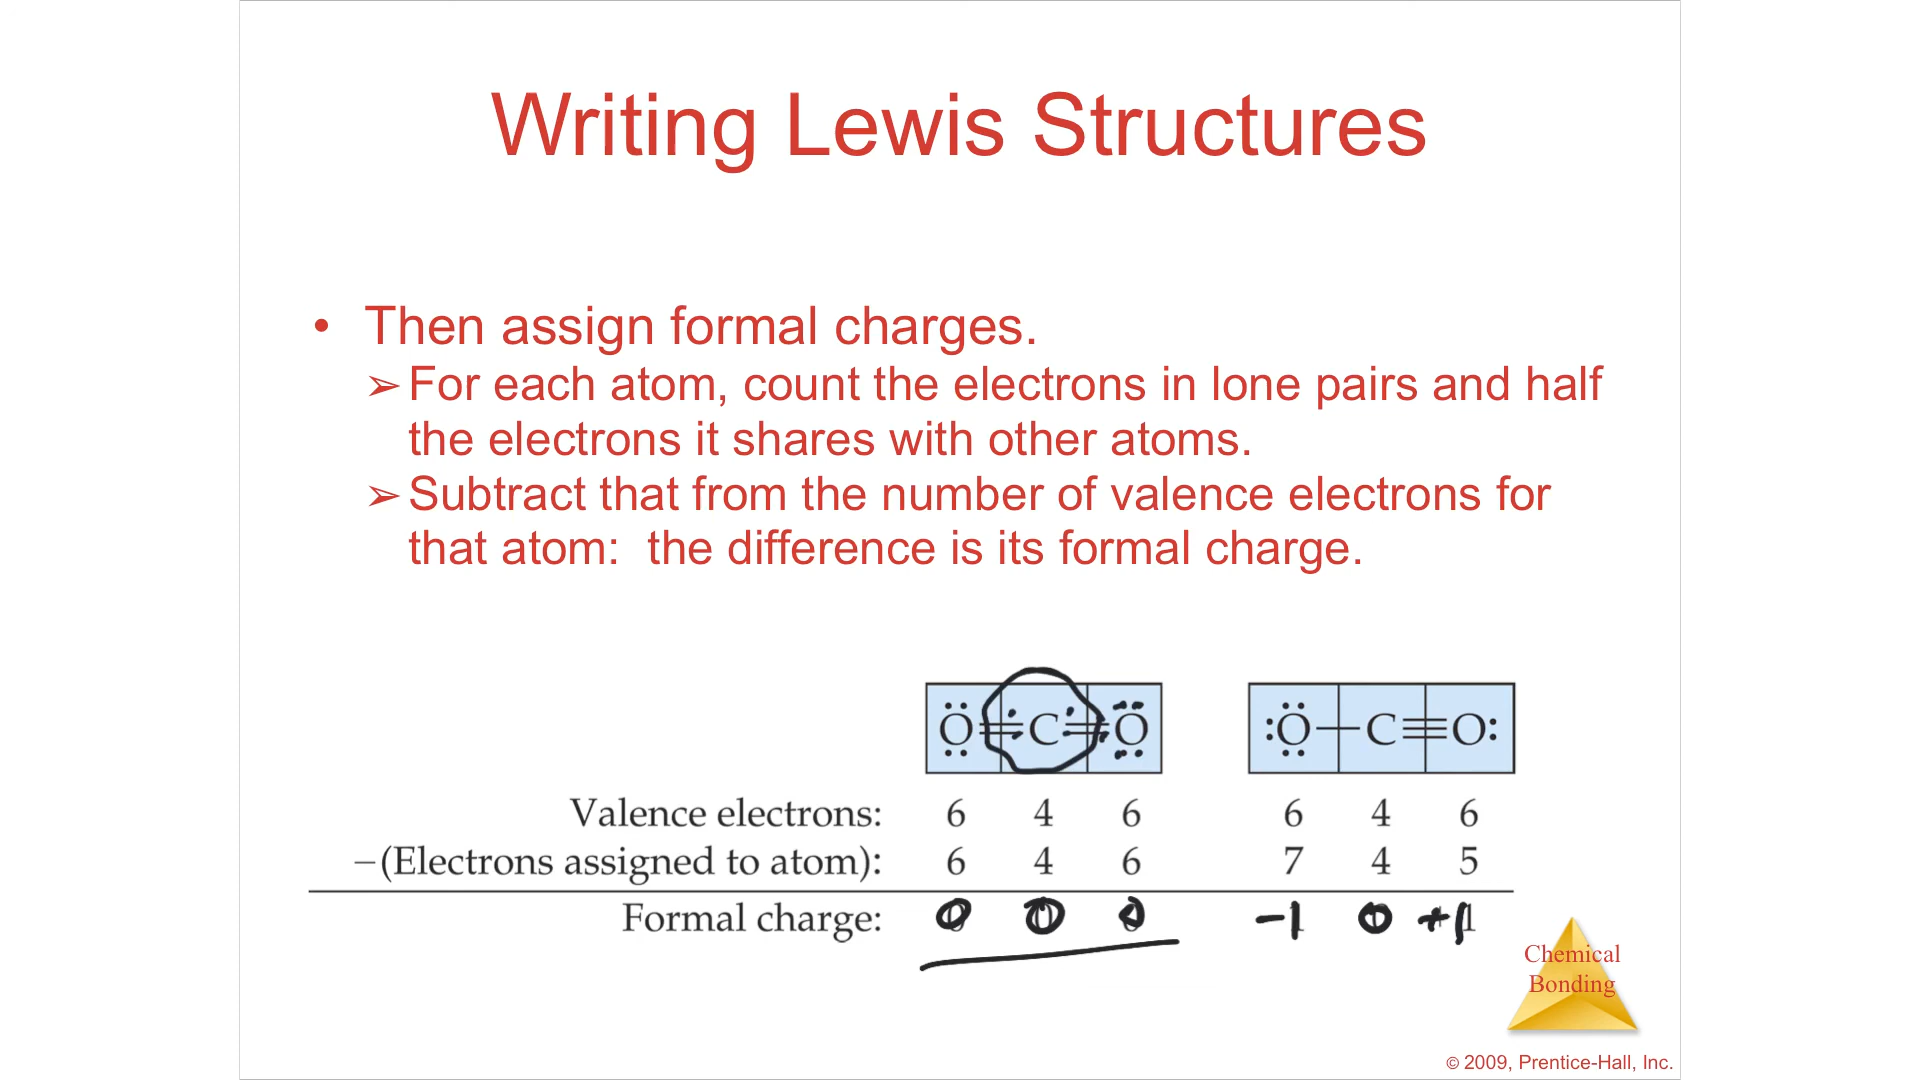 Writing Lewis Structures
• Then assign formal charges.
➢ For each atom, count the electrons in lone pairs and half
the electrons it shares with other atoms.
➢ Subtract that from the number of valence electrons for
that atom:  the difference is its formal charge.
O C O O C O
Valence electrons: 6 4 6 6 4 6
−(Electrons assigned to atom): 6 4 6 7 4 5
Formal charge: 0 0 0 −1 0 +1
Chemical
Bonding
© 2009, Prentice-Hall, Inc.